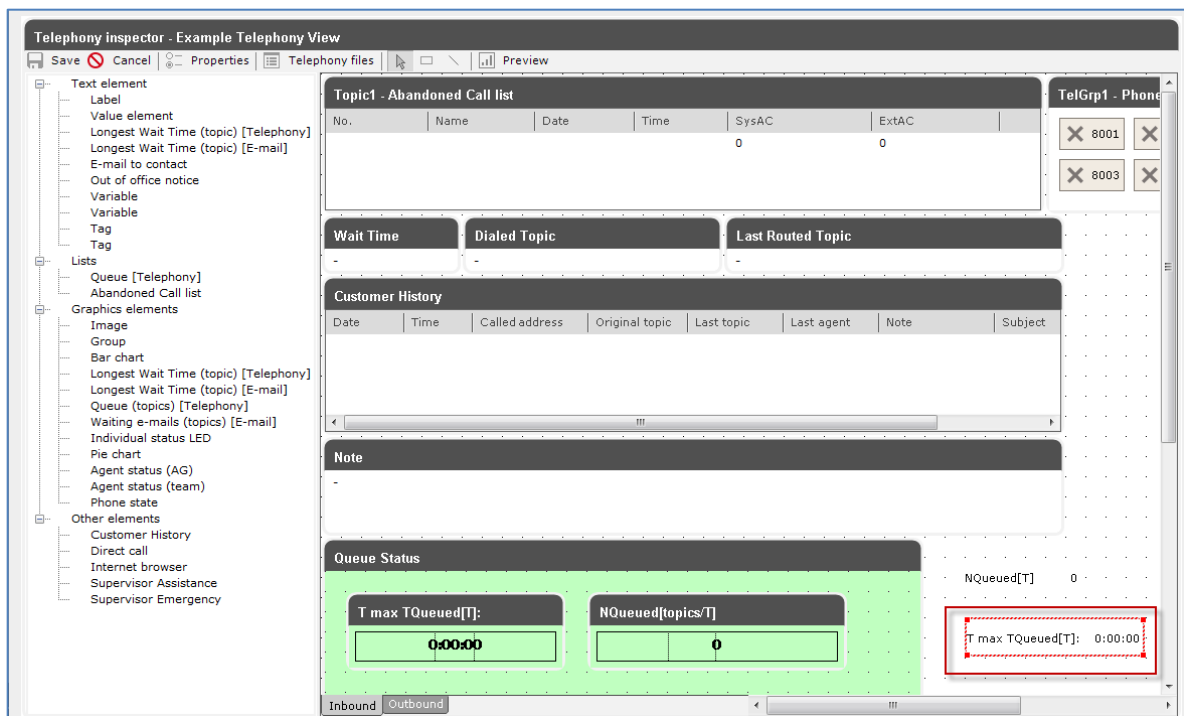 Telephony inspector - Example Telephony View
Save Cancel Properties Telephony files Preview
Text element
Label
Value element
Longest Wait Time (topic) [Telephony]
Longest Wait Time (topic) [E-mail]
E-mail to contact
Out of office notice
Variable
Variable
Tag
Tag
Lists
Queue [Telephony]
Abandoned Call list
Graphics elements
Image
Group
Bar chart
Longest Wait Time (topic) [Telephony]
Longest Wait Time (topic) [E-mail]
Queue (topics) [Telephony]
Waiting e-mails (topics) [E-mail]
Individual status LED
Pie chart
Agent status (AG)
Agent status (team)
Phone state
Other elements
Customer History
Direct call
Internet browser
Supervisor Assistance
Supervisor Emergency
Topic1 - Abandoned Call list
No. Name Date Time SysAC ExtAC
0 0
TelGrp1 - Phone
8001
8003
Wait Time Dialed Topic Last Routed Topic
- - -
Customer History
Date Time Called address Original topic Last topic Last agent Note Subject
Note
-
Queue Status
T max TQueued[T]: NQueued[topics/T]
0:00:00 0
NQueued[T] 0
T max TQueued[T]: 0:00:00
Inbound Outbound